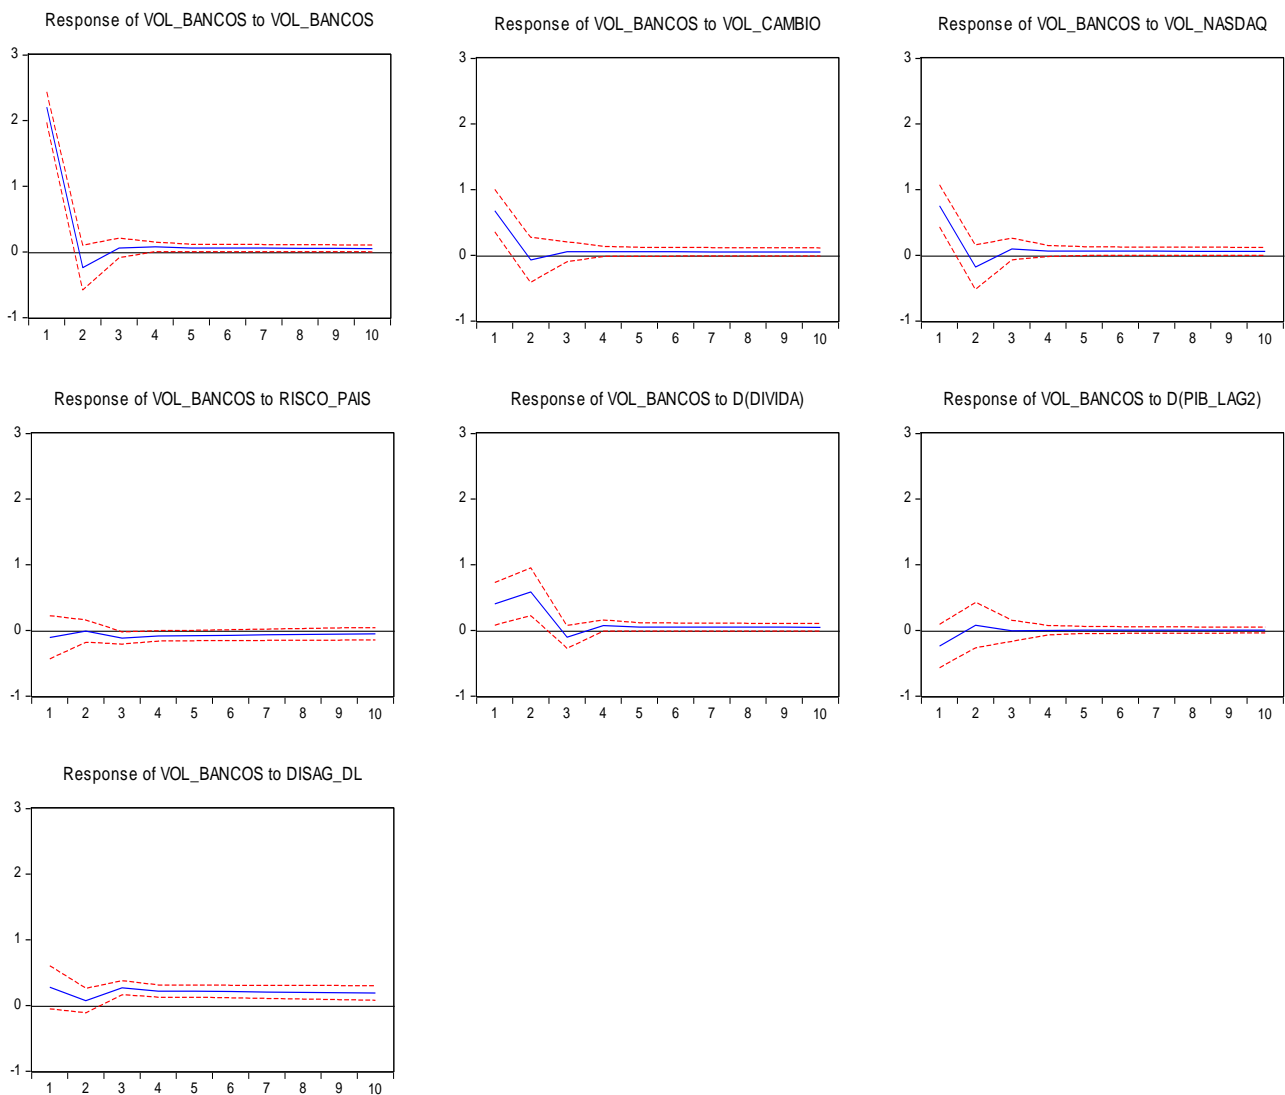 Response of VOL_BANCOS to VOL_BANCOS
3
2
1
0
-1
1 2 3 4 5 6 7 8 9 10
Response of VOL_BANCOS to VOL_CAMBIO
3
2
1
0
-1
1 2 3 4 5 6 7 8 9 10
Response of VOL_BANCOS to VOL_NASDAQ
3
2
1
0
-1
1 2 3 4 5 6 7 8 9 10
Response of VOL_BANCOS to RISCO_PAIS
3
2
1
0
-1
1 2 3 4 5 6 7 8 9 10
Response of VOL_BANCOS to D(DIVIDA)
3
2
1
0
-1
1 2 3 4 5 6 7 8 9 10
Response of VOL_BANCOS to D(PIB_LAG2)
3
2
1
0
-1
1 2 3 4 5 6 7 8 9 10
Response of VOL_BANCOS to DISAG_DL
3
2
1
0
-1
1 2 3 4 5 6 7 8 9 10